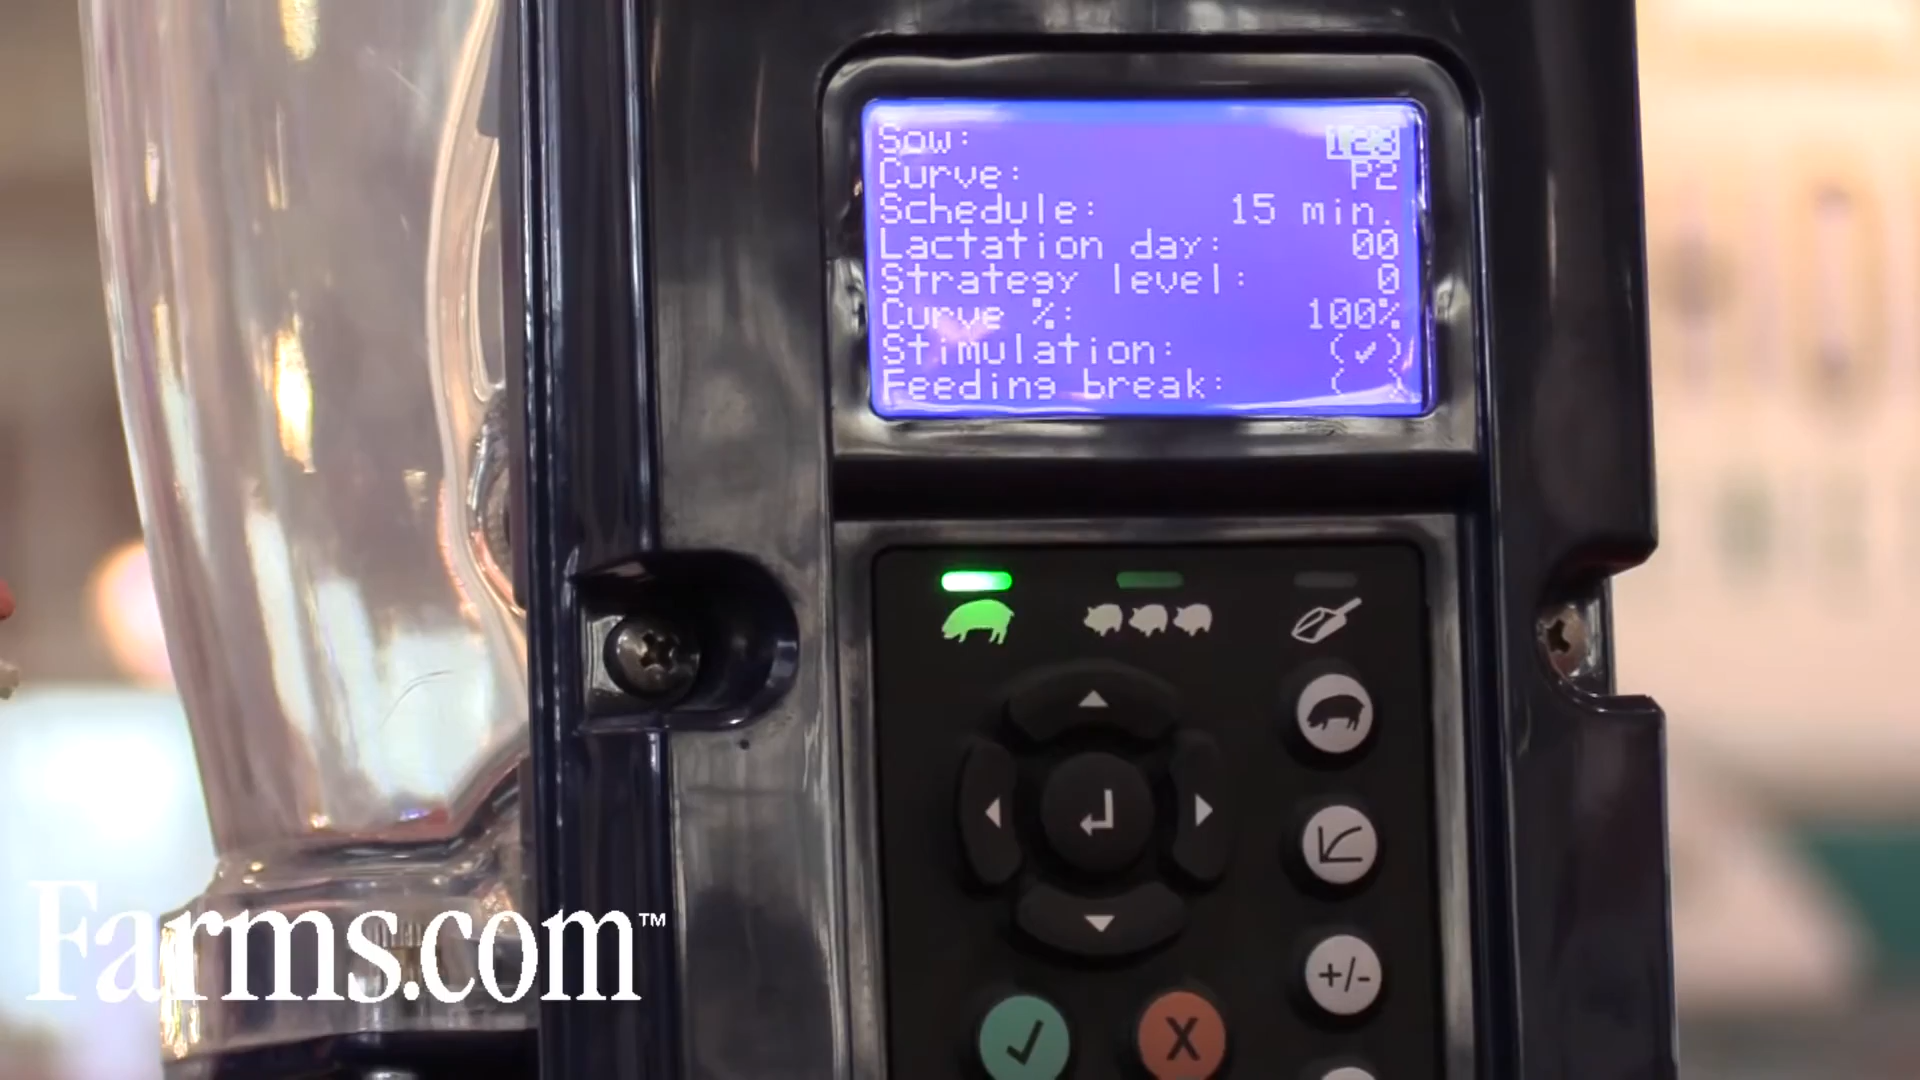 Sow: 123
Curve: P2
Schedule: 15 min.
Lactation day: 00
Strategy level: 0
Curve %: 100%
Stimulation: (✓)
Feeding break: ( )
+/-
X
Farms.com™